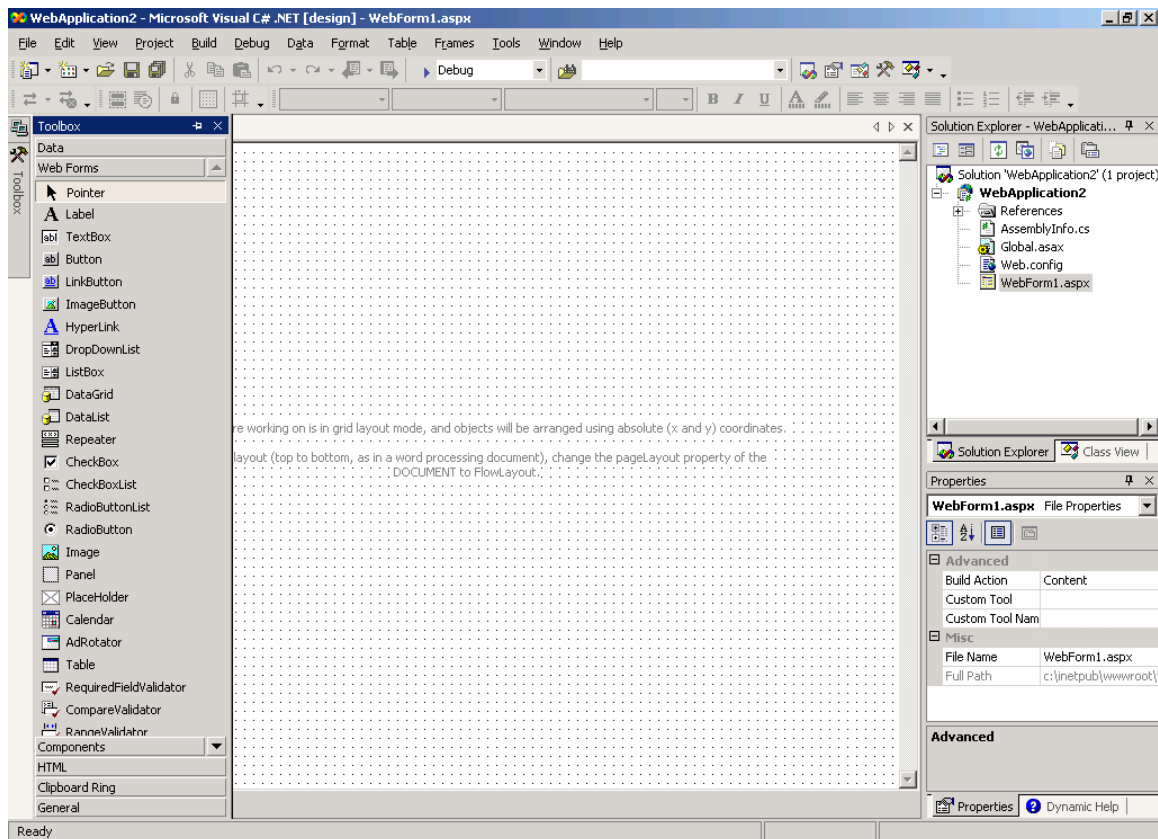 WebApplication2 - Microsoft Visual C# .NET [design] - WebForm1.aspx
File Edit View Project Build Debug Data Format Table Frames Tools Window Help
Debug
B I U
Toolbox
Toolbox
Data
Web Forms
Pointer
Label
TextBox
Button
LinkButton
ImageButton
HyperLink
DropDownList
ListBox
DataGrid
DataList
Repeater
CheckBox
CheckBoxList
RadioButtonList
RadioButton
Image
Panel
PlaceHolder
Calendar
AdRotator
Table
RequiredFieldValidator
CompareValidator
RangeValidator
Components
HTML
Clipboard Ring
General
re working on is in grid layout mode, and objects will be arranged using absolute (x and y) coordinates.
layout (top to bottom, as in a word processing document), change the pageLayout property of the
DOCUMENT to FlowLayout.
Solution Explorer - WebApplicati...
Solution 'WebApplication2' (1 project)
WebApplication2
References
AssemblyInfo.cs
Global.asax
Web.config
WebForm1.aspx
Solution Explorer Class View
Properties
WebForm1.aspx File Properties
Advanced
Build Action Content
Custom Tool
Custom Tool Nam
Misc
File Name WebForm1.aspx
Full Path c:\inetpub\wwwroot\
Advanced
Properties Dynamic Help
Ready